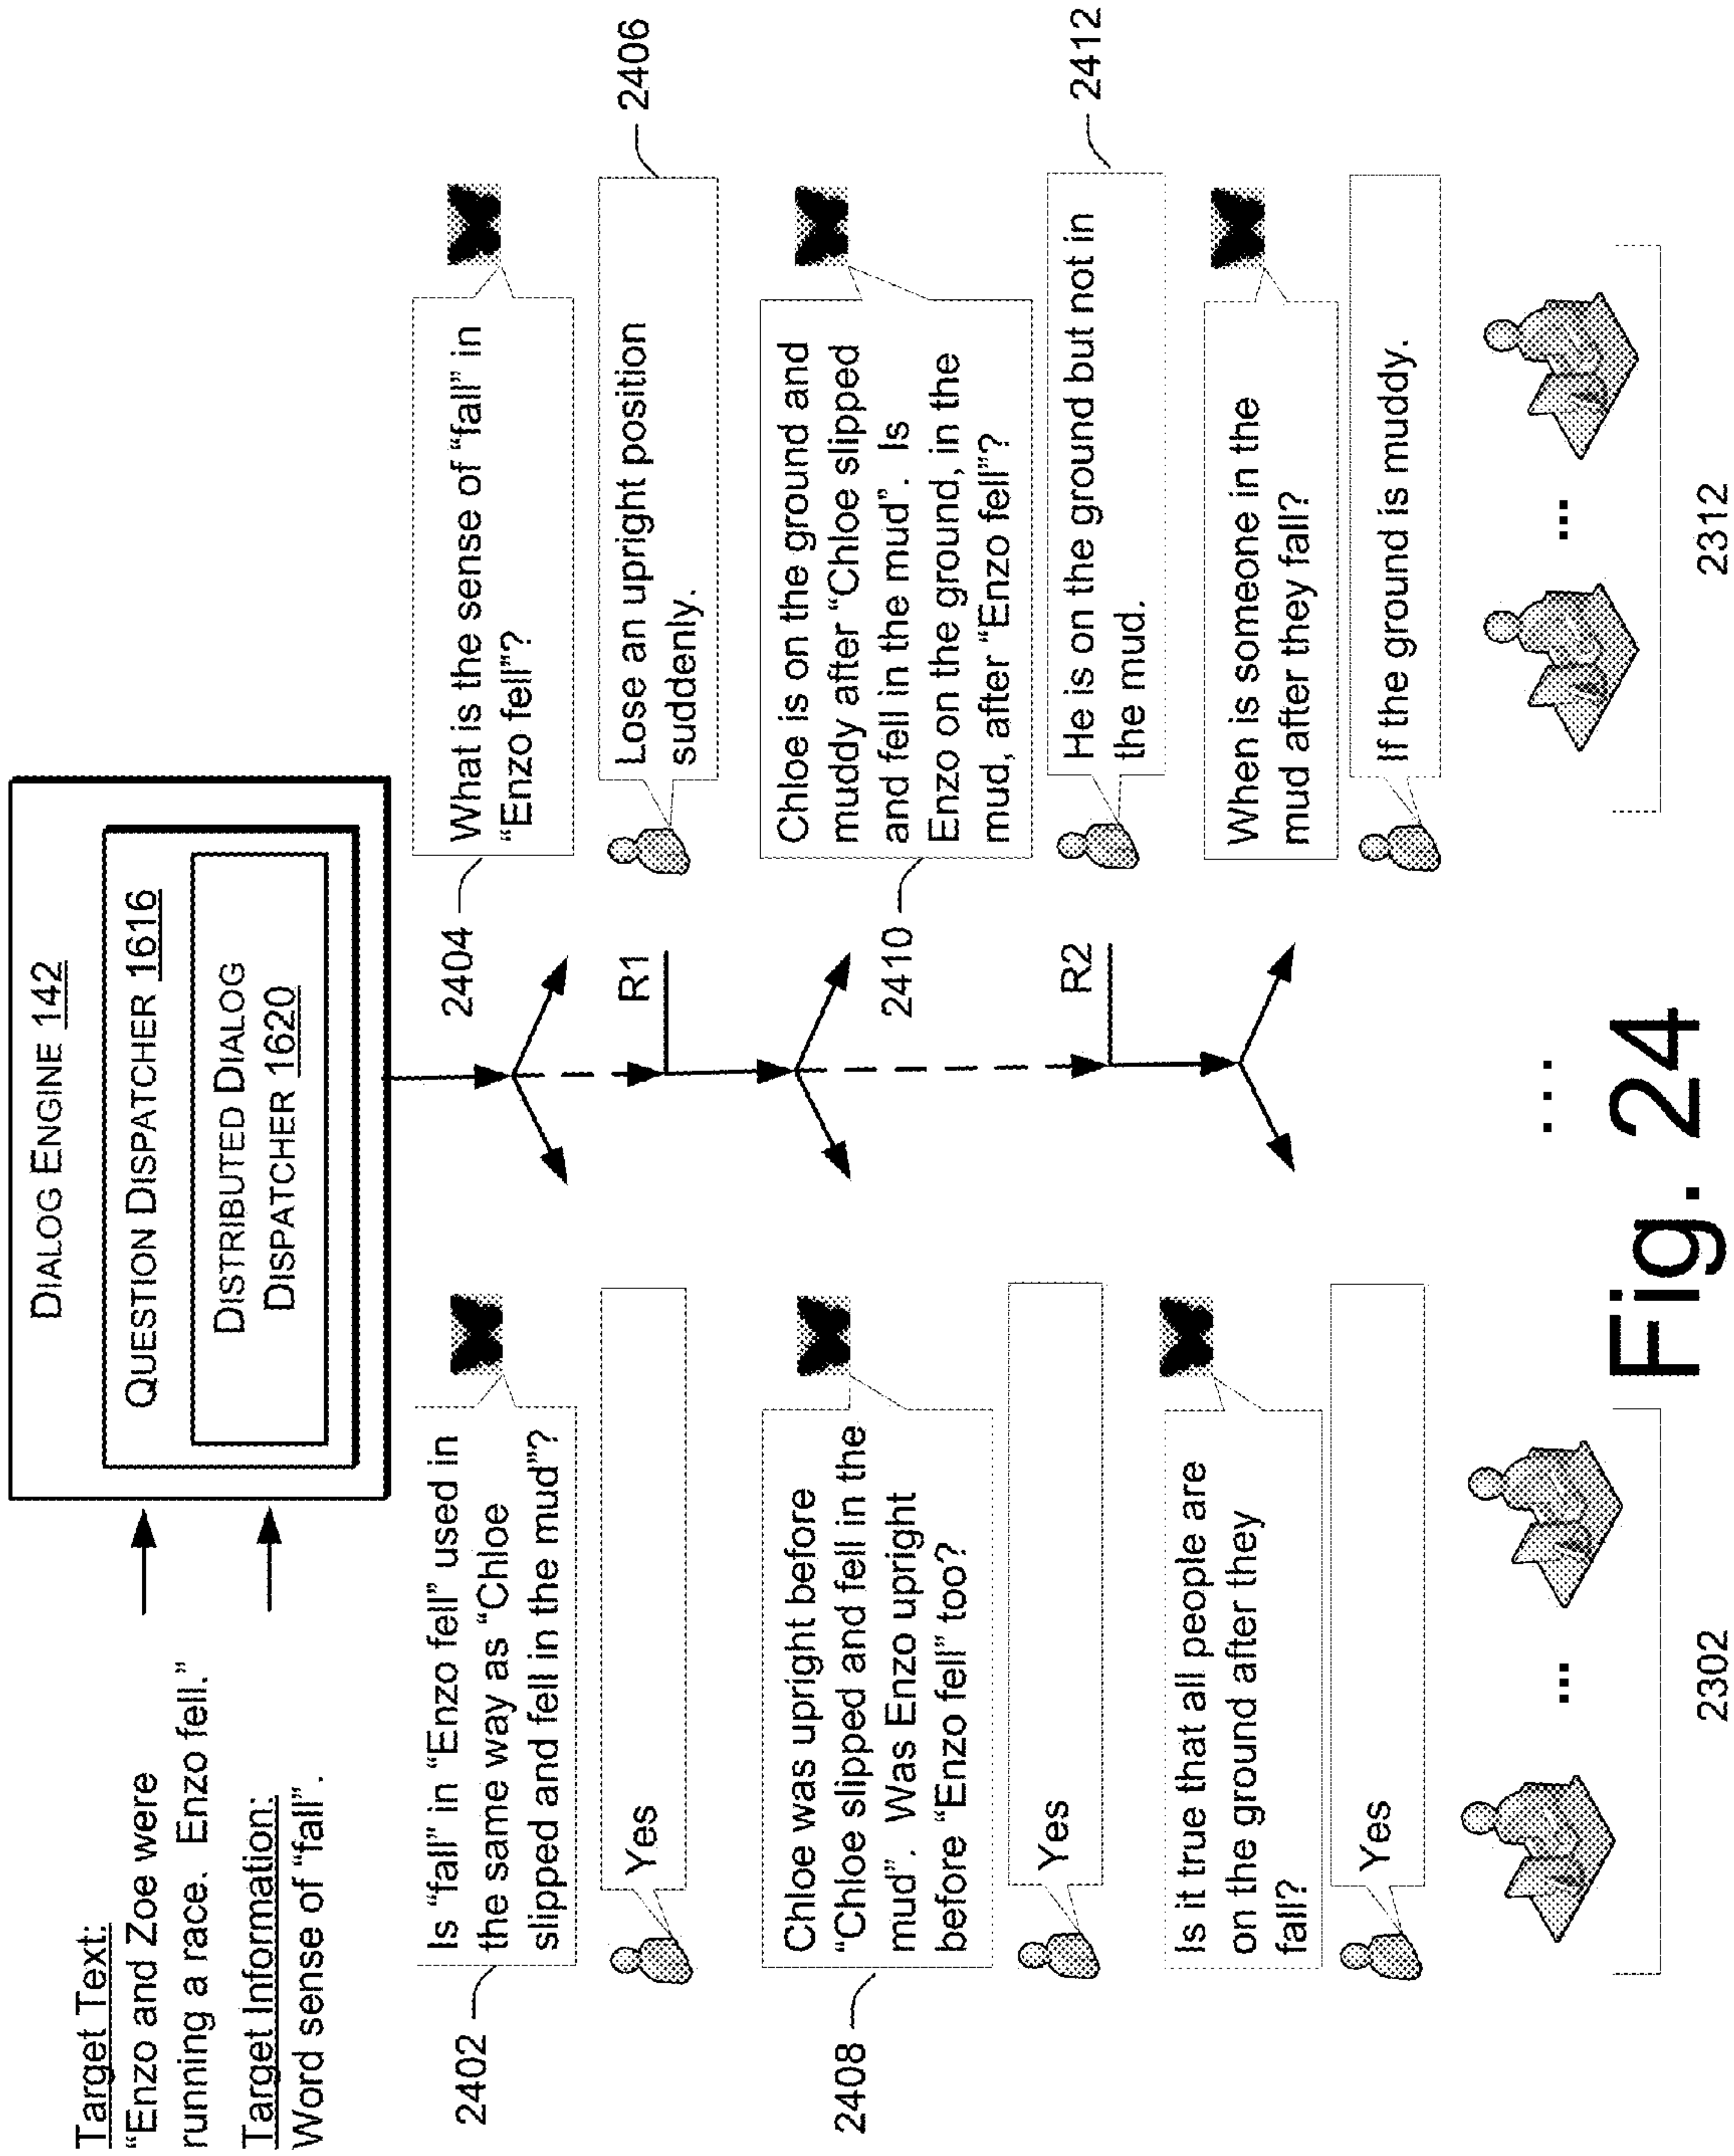 Target Text:
“Enzo and Zoe were
running a race.  Enzo fell.”
Target Information:
Word sense of “fall”.
DIALOG ENGINE 142
QUESTION DISPATCHER 1616
DISTRIBUTED DIALOG
DISPATCHER 1620
2402
Is “fall” in “Enzo fell” used in
the same way as “Chloe
slipped and fell in the mud”?
Yes
2404
What is the sense of “fall” in
“Enzo fell”?
2406
Lose an upright position
suddenly.
R1
2408
Chloe was upright before
“Chloe slipped and fell in the
mud”.  Was Enzo upright
before “Enzo fell” too?
Yes
2410
Chloe is on the ground and
muddy after “Chloe slipped
and fell in the mud”.  Is
Enzo on the ground, in the
mud, after “Enzo fell”?
2412
He is on the ground but not in
the mud.
R2
Is it true that all people are
on the ground after they
fall?
Yes
When is someone in the
mud after they fall?
If the ground is muddy.
...
...
...
2302
2312
Fig. 24